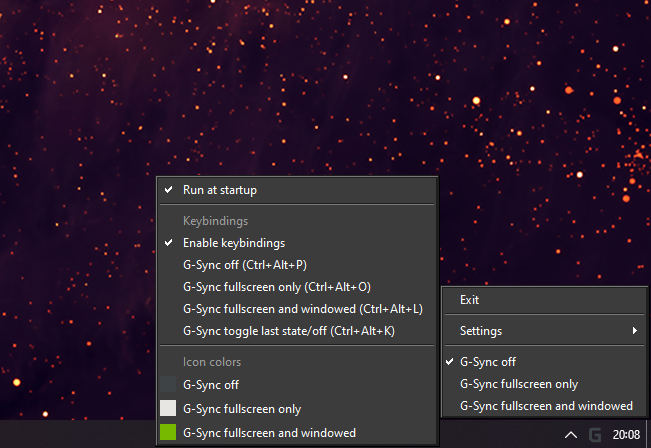 Run at startup
Keybindings
Enable keybindings
G-Sync off (Ctrl+Alt+P)
G-Sync fullscreen only (Ctrl+Alt+O)
G-Sync fullscreen and windowed (Ctrl+Alt+L)
G-Sync toggle last state/off (Ctrl+Alt+K)
Icon colors
G-Sync off
G-Sync fullscreen only
G-Sync fullscreen and windowed
Exit
Settings
G-Sync off
G-Sync fullscreen only
G-Sync fullscreen and windowed
G
20:08